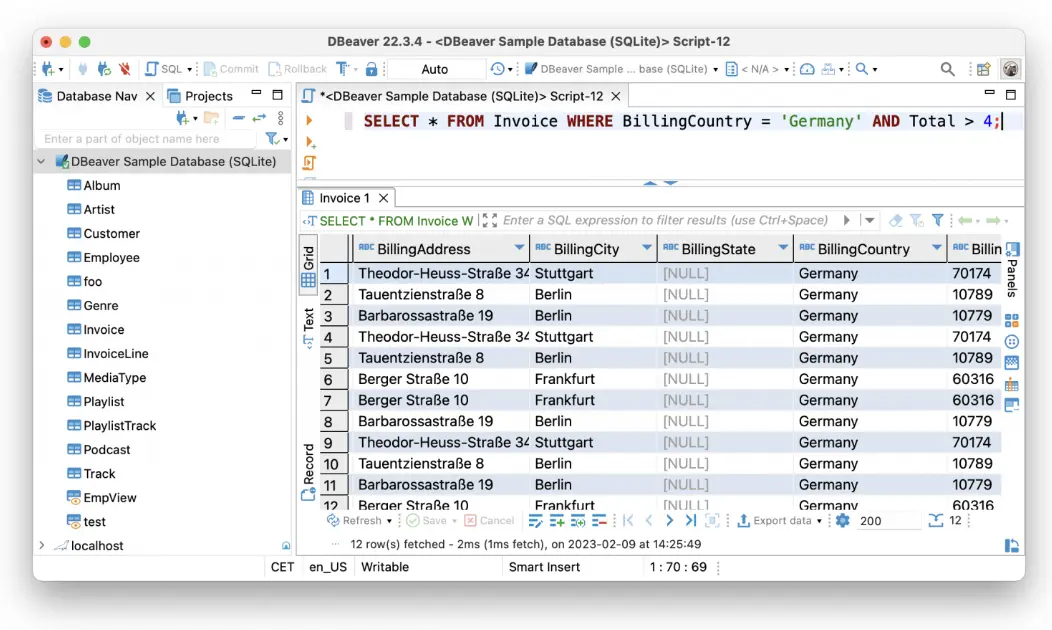 DBeaver 22.3.4 - <DBeaver Sample Database (SQLite)> Script-12
SQL Commit Rollback T Auto DBeaver Sample ... base (SQLite) < N/A >
Database Nav Projects
*<DBeaver Sample Database (SQLite)> Script-12
Enter a part of object name here
SELECT * FROM Invoice WHERE BillingCountry = 'Germany' AND Total > 4;
DBeaver Sample Database (SQLite)
Album
Artist
Customer
Employee
foo
Genre
Invoice
InvoiceLine
MediaType
Playlist
PlaylistTrack
Podcast
Track
EmpView
test
localhost
Invoice 1
SELECT * FROM Invoice W Enter a SQL expression to filter results (use Ctrl+Space)
Grid
Text
Record
Panels
ABC BillingAddress ABC BillingCity ABC BillingState ABC BillingCountry ABC Billin
1 Theodor-Heuss-Straße 34 Stuttgart [NULL] Germany 70174
2 Tauentzienstraße 8 Berlin [NULL] Germany 10789
3 Barbarossastraße 19 Berlin [NULL] Germany 10779
4 Theodor-Heuss-Straße 34 Stuttgart [NULL] Germany 70174
5 Tauentzienstraße 8 Berlin [NULL] Germany 10789
6 Berger Straße 10 Frankfurt [NULL] Germany 60316
7 Berger Straße 10 Frankfurt [NULL] Germany 60316
8 Barbarossastraße 19 Berlin [NULL] Germany 10779
9 Theodor-Heuss-Straße 34 Stuttgart [NULL] Germany 70174
10 Tauentzienstraße 8 Berlin [NULL] Germany 10789
11 Barbarossastraße 19 Berlin [NULL] Germany 10779
12 Berger Straße 10 Frankfurt [NULL] Germany 60316
Refresh Save Cancel Export data 200 12
12 row(s) fetched - 2ms (1ms fetch), on 2023-02-09 at 14:25:49
CET en_US Writable Smart Insert 1 : 70 : 69